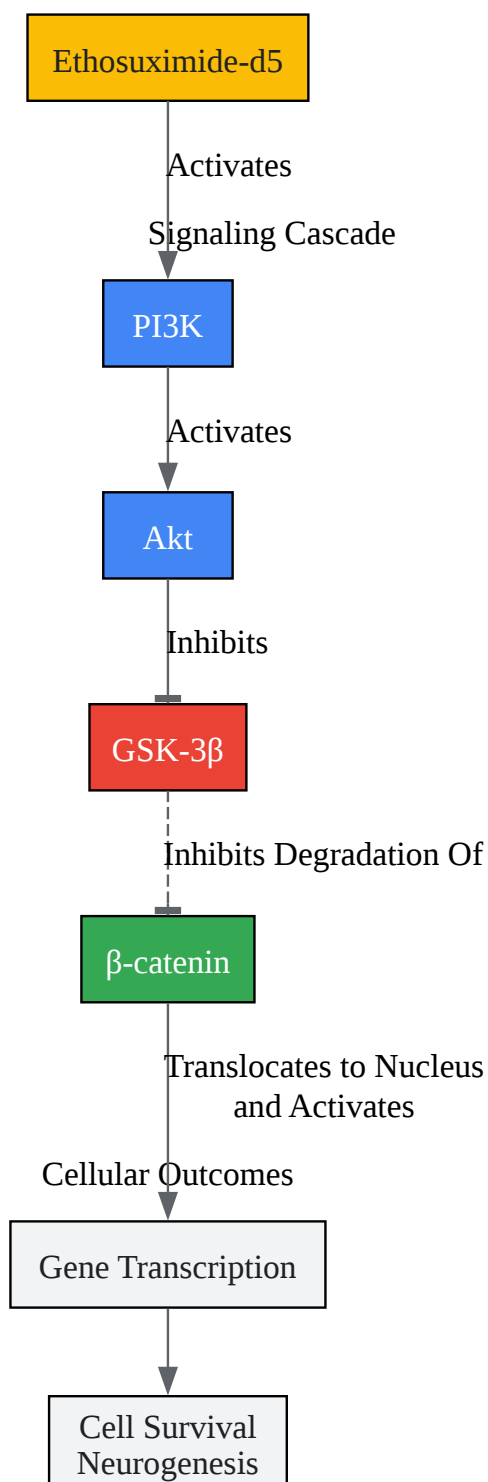 Ethosuximide-d5
Activates
Signaling Cascade
PI3K
Activates
Akt
Inhibits
GSK-3β
Inhibits Degradation Of
β-catenin
Translocates to Nucleus
and Activates
Cellular Outcomes
Gene Transcription
Cell Survival
Neurogenesis